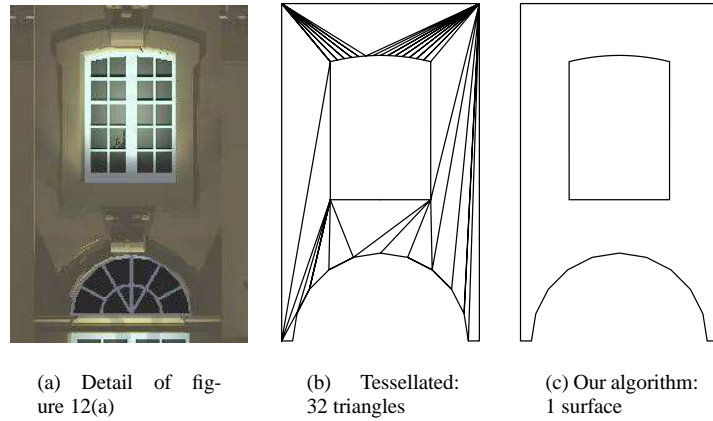 (a) Detail of fig-
ure 12(a)
(b) Tessellated:
32 triangles
(c) Our algorithm:
1 surface